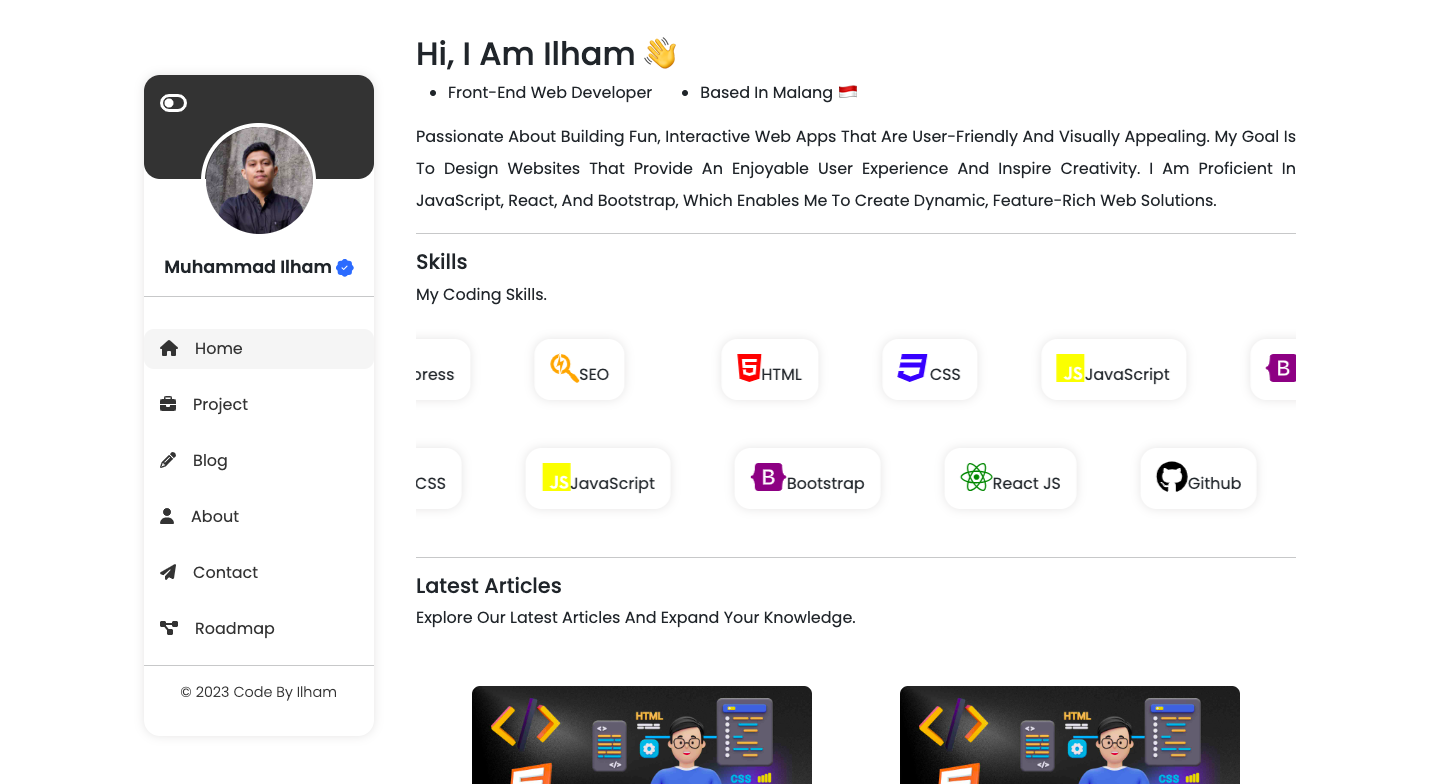 Hi, I Am Ilham 👋
Front-End Web Developer
Based In Malang 🇮🇩
Passionate About Building Fun, Interactive Web Apps That Are User-Friendly And Visually Appealing. My Goal Is
To Design Websites That Provide An Enjoyable User Experience And Inspire Creativity. I Am Proficient In
JavaScript, React, And Bootstrap, Which Enables Me To Create Dynamic, Feature-Rich Web Solutions.
Muhammad Ilham
Home
Project
Blog
About
Contact
Roadmap
© 2023 Code By Ilham
Skills
My Coding Skills.
press
SEO
HTML
CSS
JS JavaScript
B
CSS
JS JavaScript
B Bootstrap
React JS
Github
Latest Articles
Explore Our Latest Articles And Expand Your Knowledge.
HTML
CSS
HTML
CSS